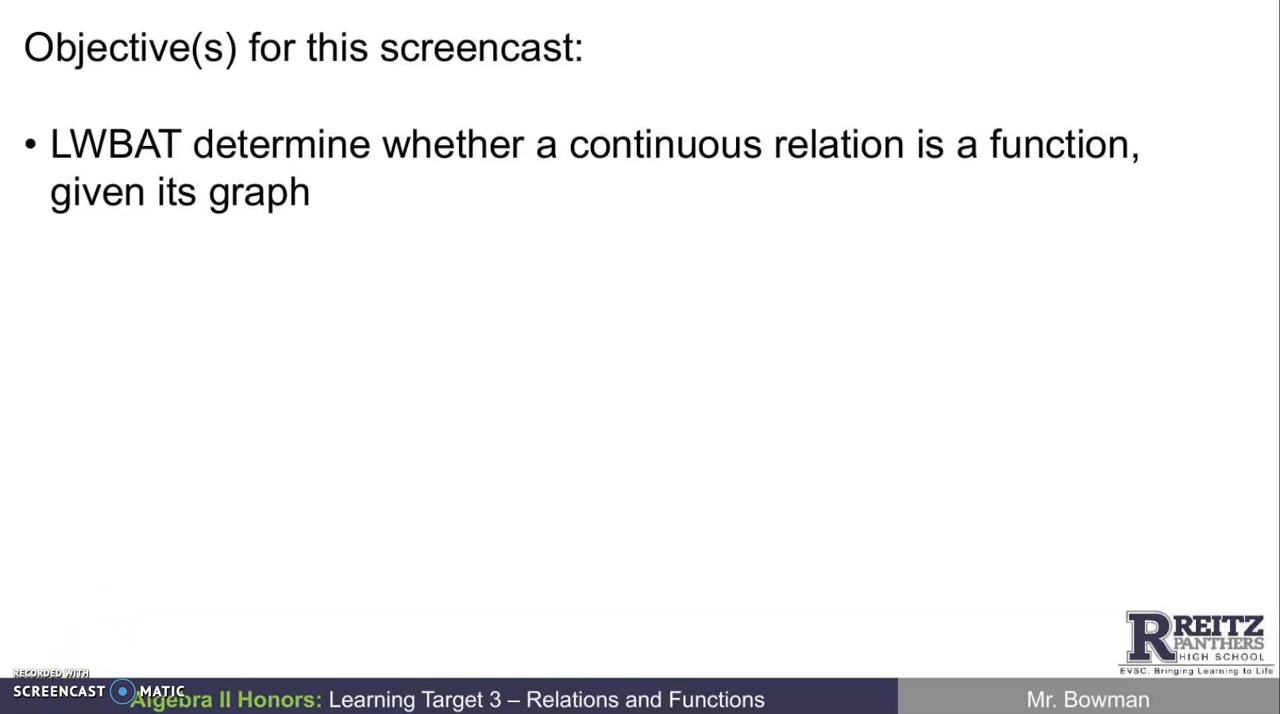 Objective(s) for this screencast:
• LWBAT determine whether a continuous relation is a function,
given its graph
REITZ
PANTHERS
HIGH SCHOOL
EVSC. Bringing Learning to Life
RECORDED WITH
SCREENCAST MATIC
Algebra II Honors: Learning Target 3 – Relations and Functions
Mr. Bowman